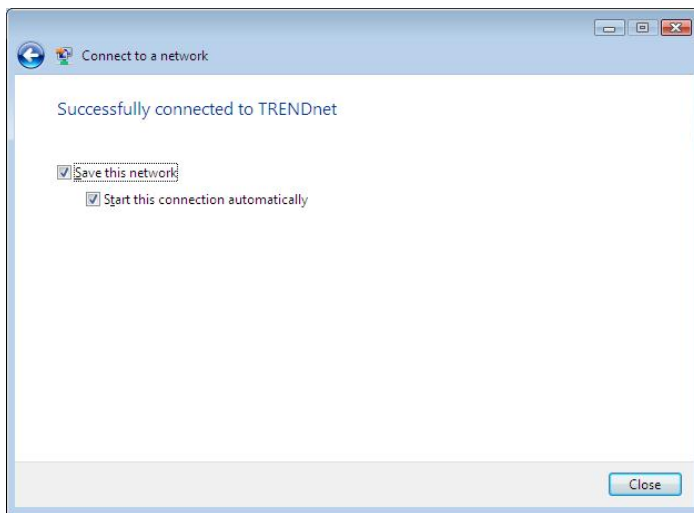 Connect to a network
Successfully connected to TRENDnet
Save this network
Start this connection automatically
Close